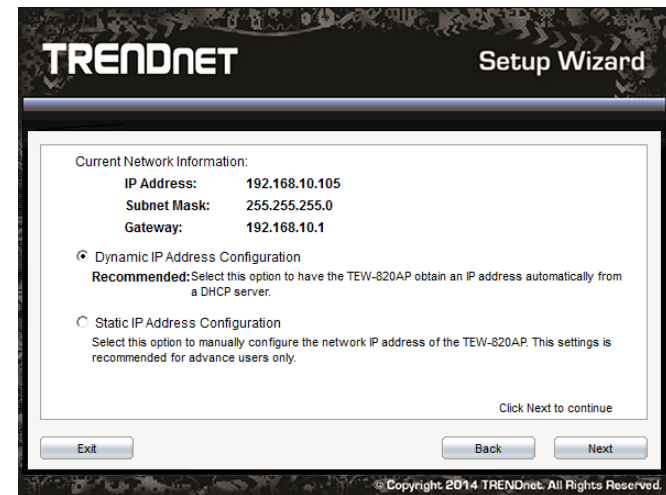 TRENDNET
Setup Wizard
Current Network Information:
IP Address: 192.168.10.105
Subnet Mask: 255.255.255.0
Gateway: 192.168.10.1
Dynamic IP Address Configuration
Recommended: Select this option to have the TEW-820AP obtain an IP address automatically from
a DHCP server.
Static IP Address Configuration
Select this option to manually configure the network IP address of the TEW-820AP. This settings is
recommended for advance users only.
Click Next to continue
Exit
Back
Next
© Copyright 2014 TRENDnet. All Rights Reserved.